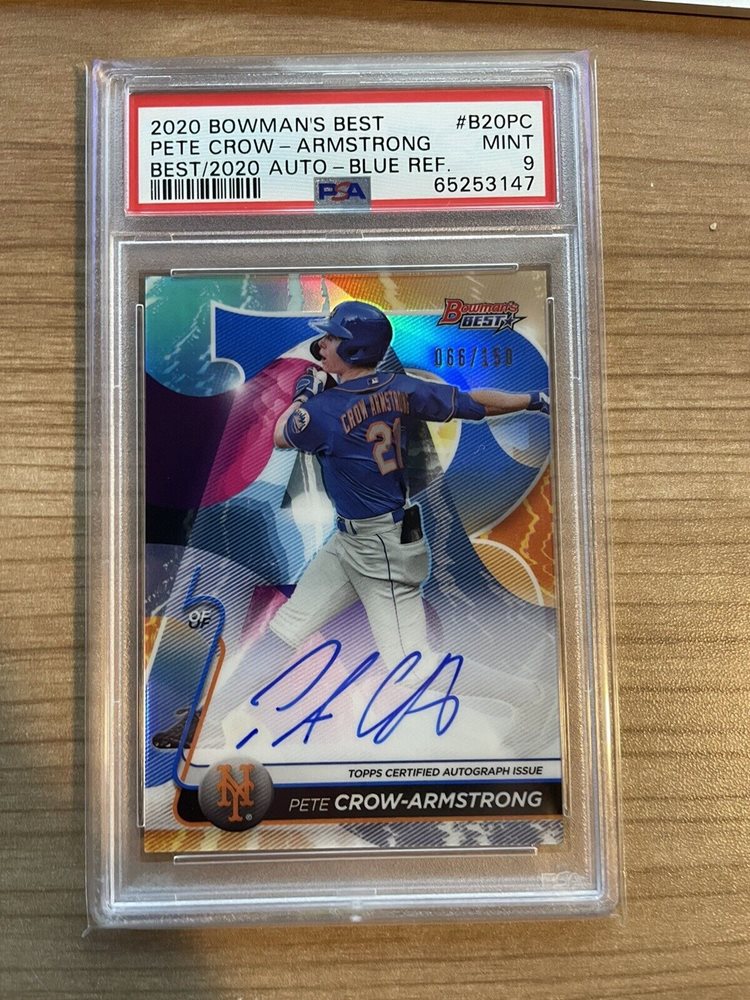 2020 BOWMAN'S BEST #B20PC
PETE CROW-ARMSTRONG MINT
BEST/2020 AUTO-BLUE REF. 9
PSA 65253147
Bowman's
BEST
066/150
CROW ARMSTRONG
OF
TOPPS CERTIFIED AUTOGRAPH ISSUE
NY
PETE CROW-ARMSTRONG